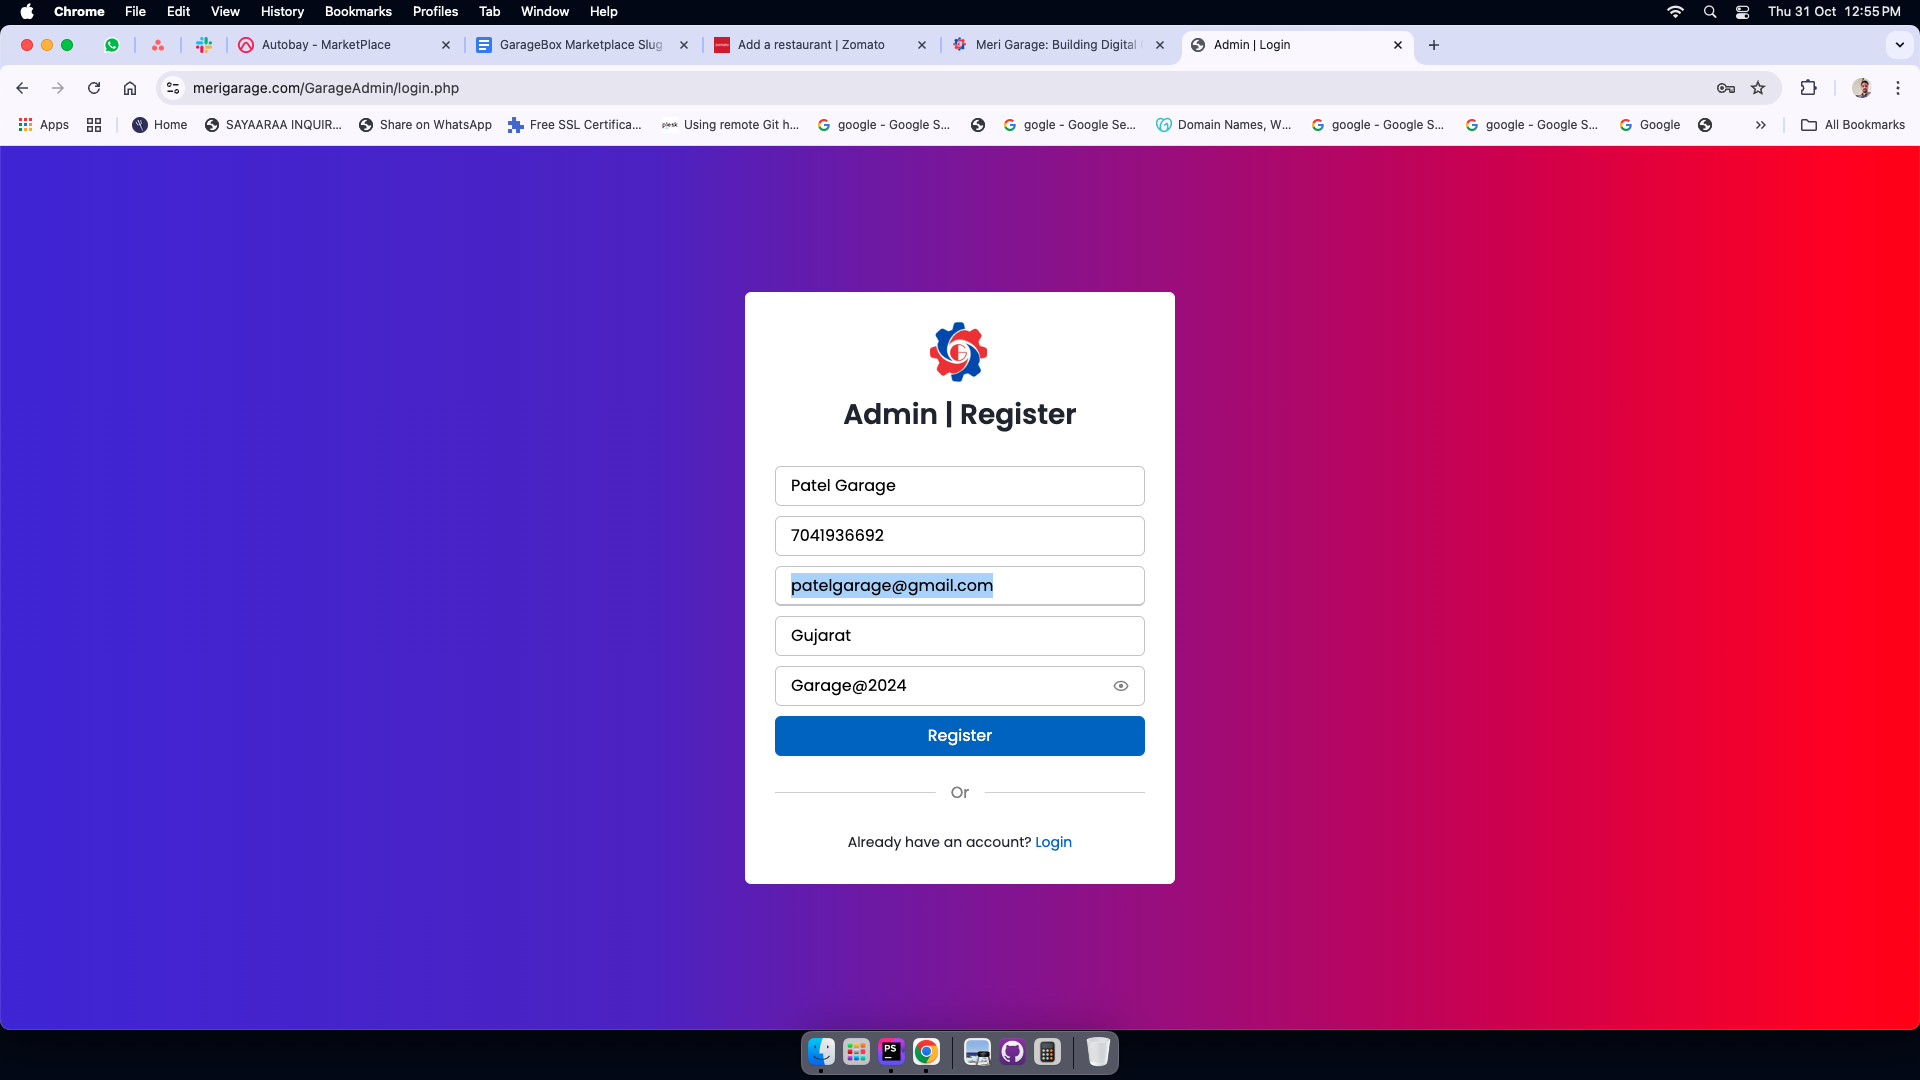 Chrome File Edit View History Bookmarks Profiles Tab Window Help Thu 31 Oct 12:55 PM
Autobay - MarketPlace GarageBox Marketplace Slug Add a restaurant | Zomato Meri Garage: Building Digital Admin | Login
merigarage.com/GarageAdmin/login.php
Apps Home SAYAARAA INQUIR... Share on WhatsApp Free SSL Certifica... plesk Using remote Git h... google - Google S... gogle - Google Se... Domain Names, W... google - Google S... google - Google S... Google All Bookmarks
G
Admin | Register
Patel Garage
7041936692
patelgarage@gmail.com
Gujarat
Garage@2024
Register
Or
Already have an account? Login
PS